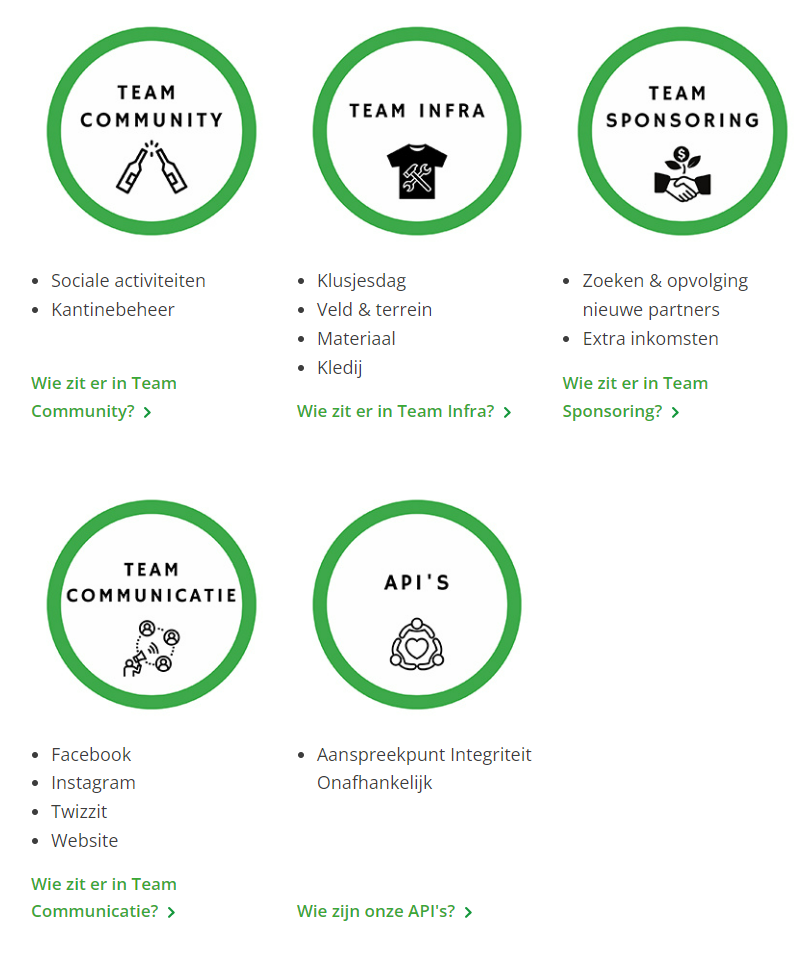 TEAM
COMMUNITY
Sociale activiteiten
Kantinebeheer
Wie zit er in Team
Community?
TEAM INFRA
Klusjesdag
Veld & terrein
Materiaal
Kledij
Wie zit er in Team Infra?
TEAM
SPONSORING
$
Zoeken & opvolging
nieuwe partners
Extra inkomsten
Wie zit er in Team
Sponsoring?
TEAM
COMMUNICATIE
Facebook
Instagram
Twizzit
Website
Wie zit er in Team
Communicatie?
API'S
Aanspreekpunt Integriteit
Onafhankelijk
Wie zijn onze API's?